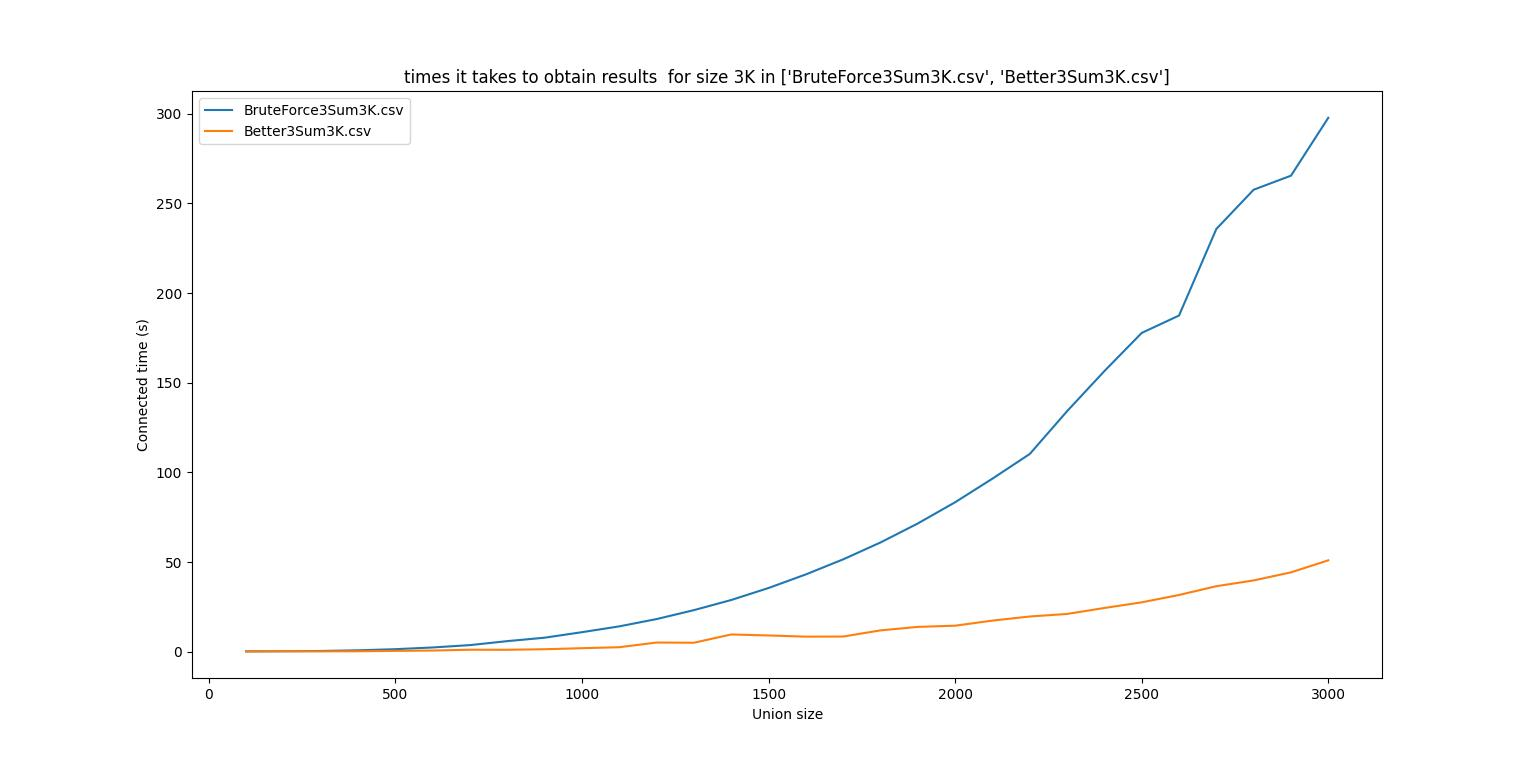 times it takes to obtain results  for size 3K in ['BruteForce3Sum3K.csv', 'Better3Sum3K.csv']
BruteForce3Sum3K.csv
Better3Sum3K.csv
300
250
200
150
100
50
0
Connected time (s)
0 500 1000 1500 2000 2500 3000
Union size